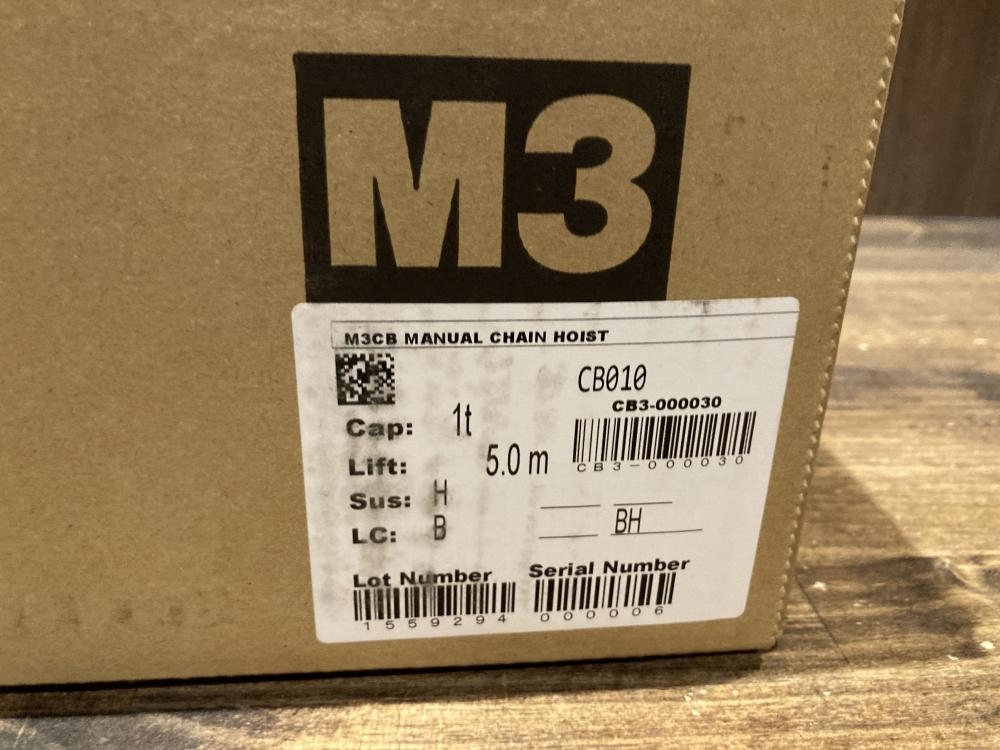 M3
M3CB MANUAL CHAIN HOIST
CB010
CB3-000030
Cap: 1t
CB3-000030
Lift: 5.0 m
Sus: H
LC: B
BH
Lot Number
Serial Number
1559294
000006